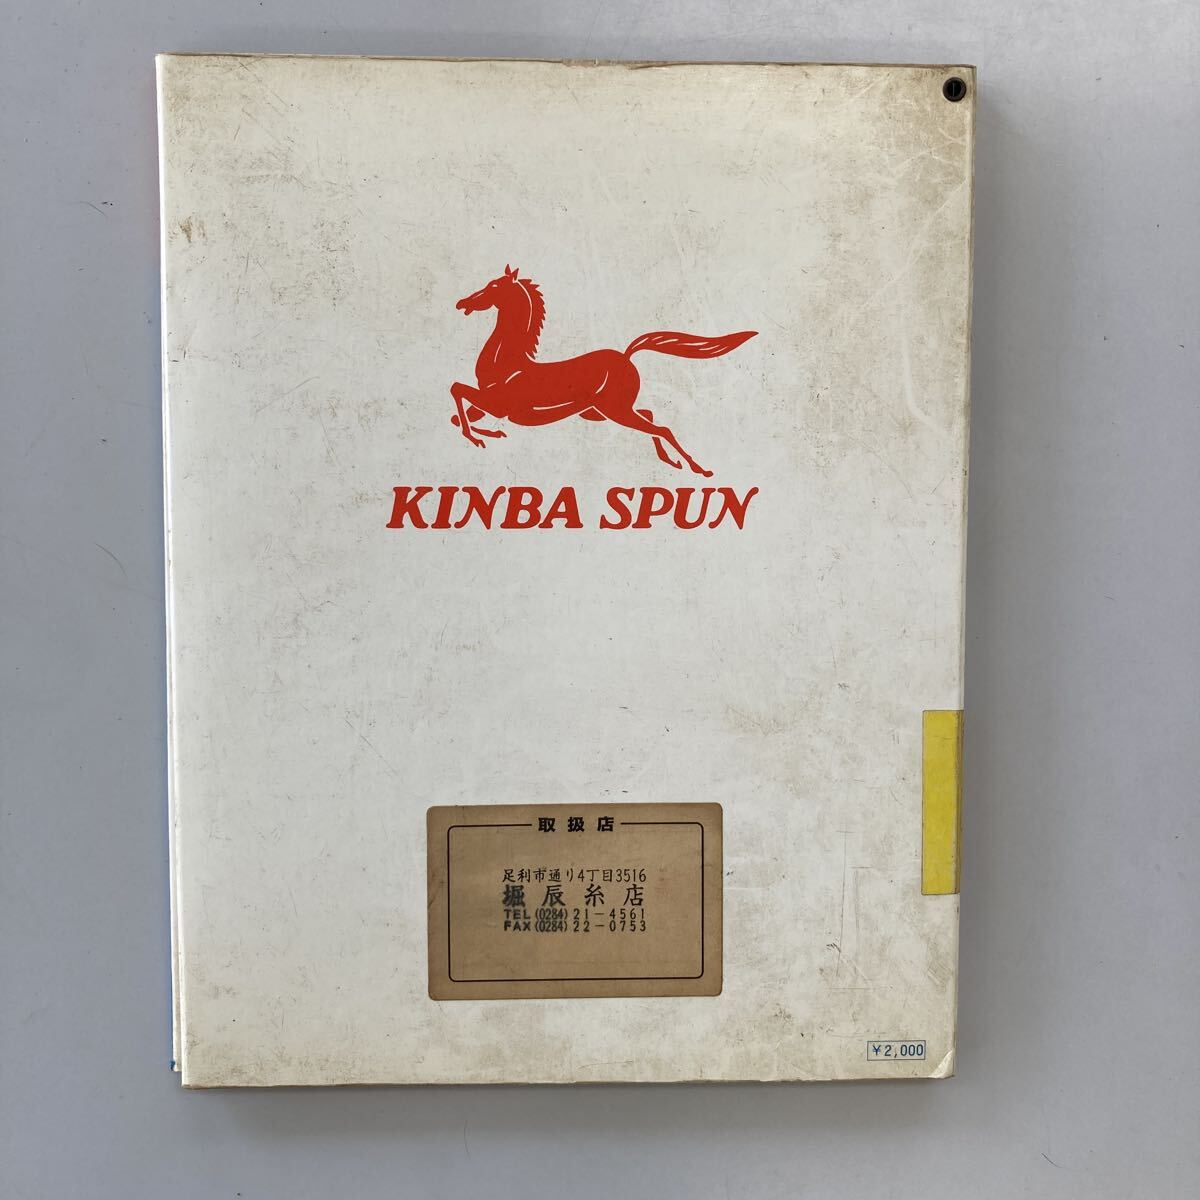 KINBA SPUN
取扱店
足利市通り4丁目3516
堀辰糸店
TEL(0284)21-4561
FAX(0284)22-0753
¥2,000